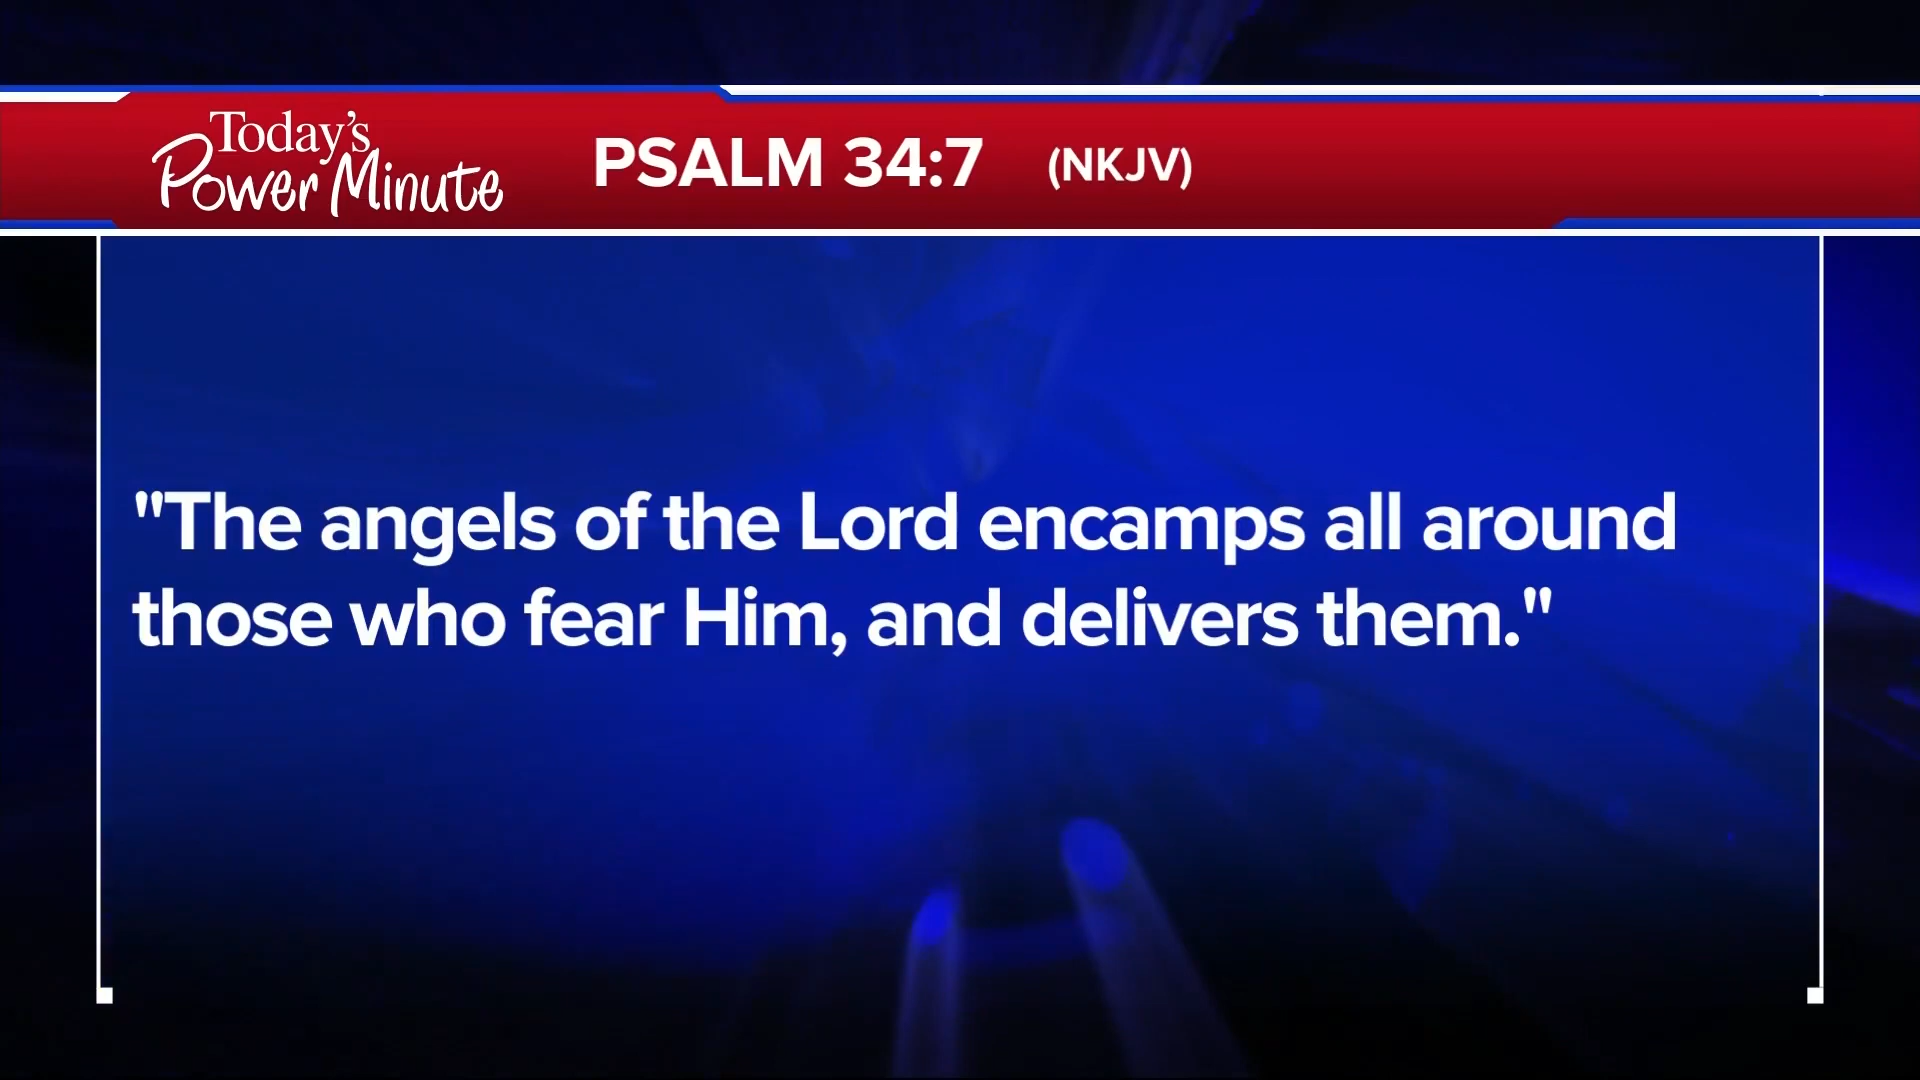 Today's
Power Minute
PSALM 34:7 (NKJV)
"The angels of the Lord encamps all around
those who fear Him, and delivers them."